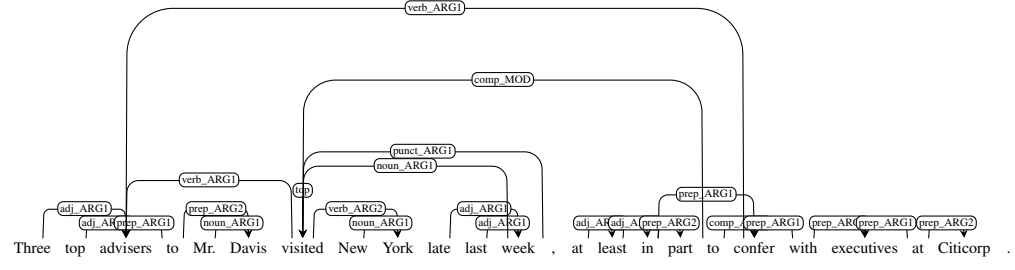 verb_ARG1
comp_MOD
punct_ARG1
noun_ARG1
verb_ARG1
top
prep_ARG1
adj_ARG1 prep_ARG2 verb_ARG2 adj_ARG1
prep_ARG1 noun_ARG1 noun_ARG1 adj_ARG1 prep_ARG2 prep_ARG1 prep_ARG1 prep_ARG2
Three top advisers to Mr. Davis visited New York late last week , at least in part to confer with executives at Citicorp .